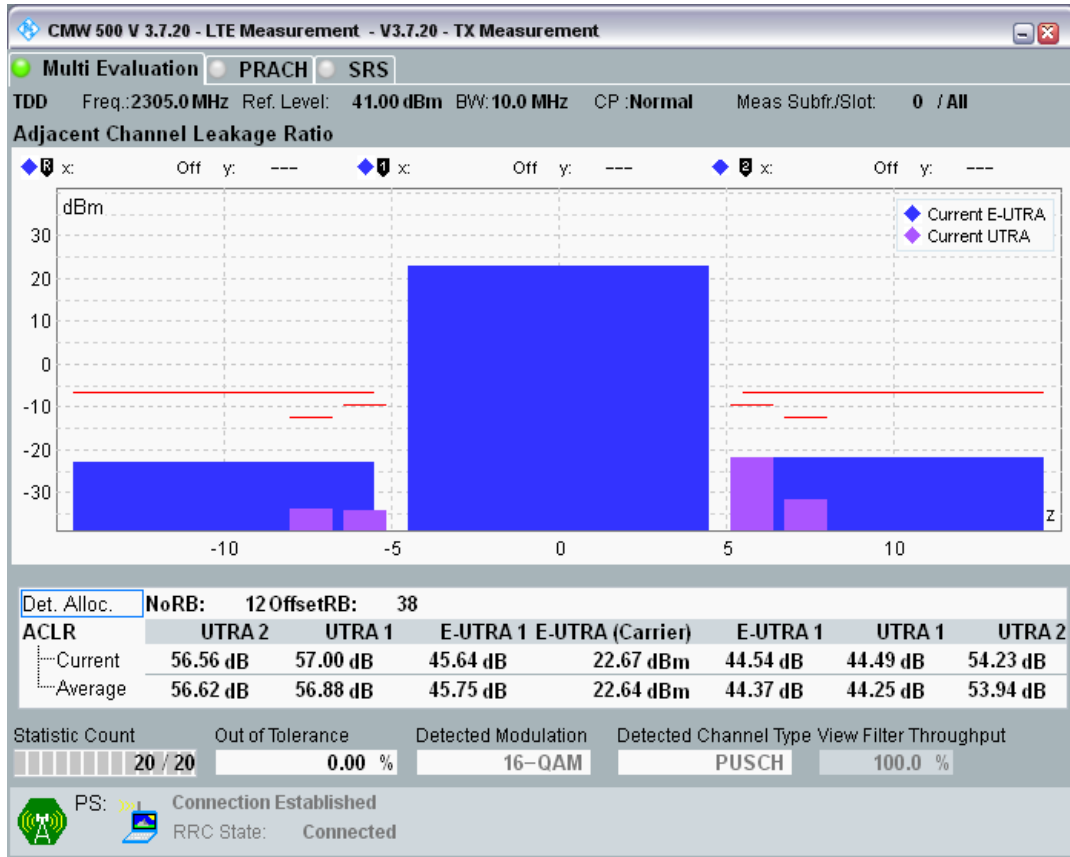 CMW 500 V 3.7.20 - LTE Measurement - V3.7.20 - TX Measurement
Multi Evaluation PRACH SRS
TDD Freq.:2305.0 MHz Ref. Level: 41.00 dBm BW: 10.0 MHz CP :Normal Meas Subfr./Slot: 0 / All
Adjacent Channel Leakage Ratio
R x: Off y: --- 1 x: Off y: --- 2 x: Off y: ---
dBm
Current E-UTRA
Current UTRA
30
20
10
0
-10
-20
-30
z
-10 -5 0 5 10
Det. Alloc. NoRB: 12 OffsetRB: 38
ACLR UTRA 2 UTRA 1 E-UTRA 1 E-UTRA (Carrier) E-UTRA 1 UTRA 1 UTRA 2
Current 56.56 dB 57.00 dB 45.64 dB 22.67 dBm 44.54 dB 44.49 dB 54.23 dB
Average 56.62 dB 56.88 dB 45.75 dB 22.64 dBm 44.37 dB 44.25 dB 53.94 dB
Statistic Count Out of Tolerance Detected Modulation Detected Channel Type View Filter Throughput
20 / 20 0.00 % 16-QAM PUSCH 100.0 %
PS: Connection Established
RRC State: Connected